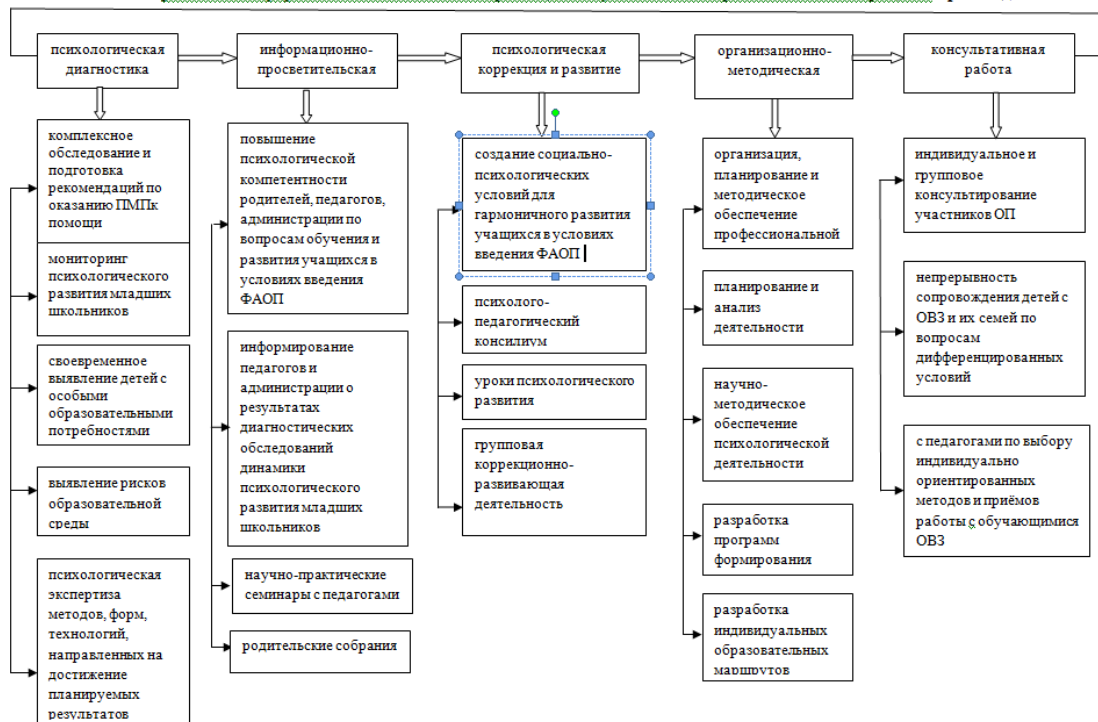 психологическая
диагностика
информационно-
просветительская
психологическая
коррекция и развитие
организационно-
методическая
консультативная
работа
комплексное
обследование и
подготовка
рекомендаций по
оказанию ПМПк
помощи
мониторинг
психологического
развития младших
школьников
своевременное
выявление детей с
особыми
образовательными
потребностями
выявление рисков
образовательной
среды
психологическая
экспертиза
методов, форм,
технологий,
направленных на
достижение
планируемых
результатов
повышение
психологической
компетентности
родителей, педагогов,
администрации по
вопросам обучения и
развития учащихся в
условиях введения
ФАОП
информирование
педагогов и
администрации о
результатах
диагностических
обследований
динамики
психологического
развития младших
школьников
научно-практические
семинары с педагогами
родительские собрания
создание социально-
психологических
условий для
гармоничного развития
учащихся в условиях
введения ФАОП
психолого-
педагогический
консилиум
уроки психологического
развития
групповая
коррекционно-
развивающая
деятельность
организация,
планирование и
методическое
обеспечение
профессиональной
планирование и
анализ
деятельности
научно-
методическое
обеспечение
психологической
деятельности
разработка
программ
формирования
разработка
индивидуальных
образовательных
маршрутов
индивидуальное и
групповое
консультирование
участников ОП
непрерывность
сопровождения детей с
ОВЗ и их семей по
вопросам
дифференцированных
условий
с педагогами по выбору
индивидуально
ориентированных
методов и приёмов
работы с обучающимися
ОВЗ